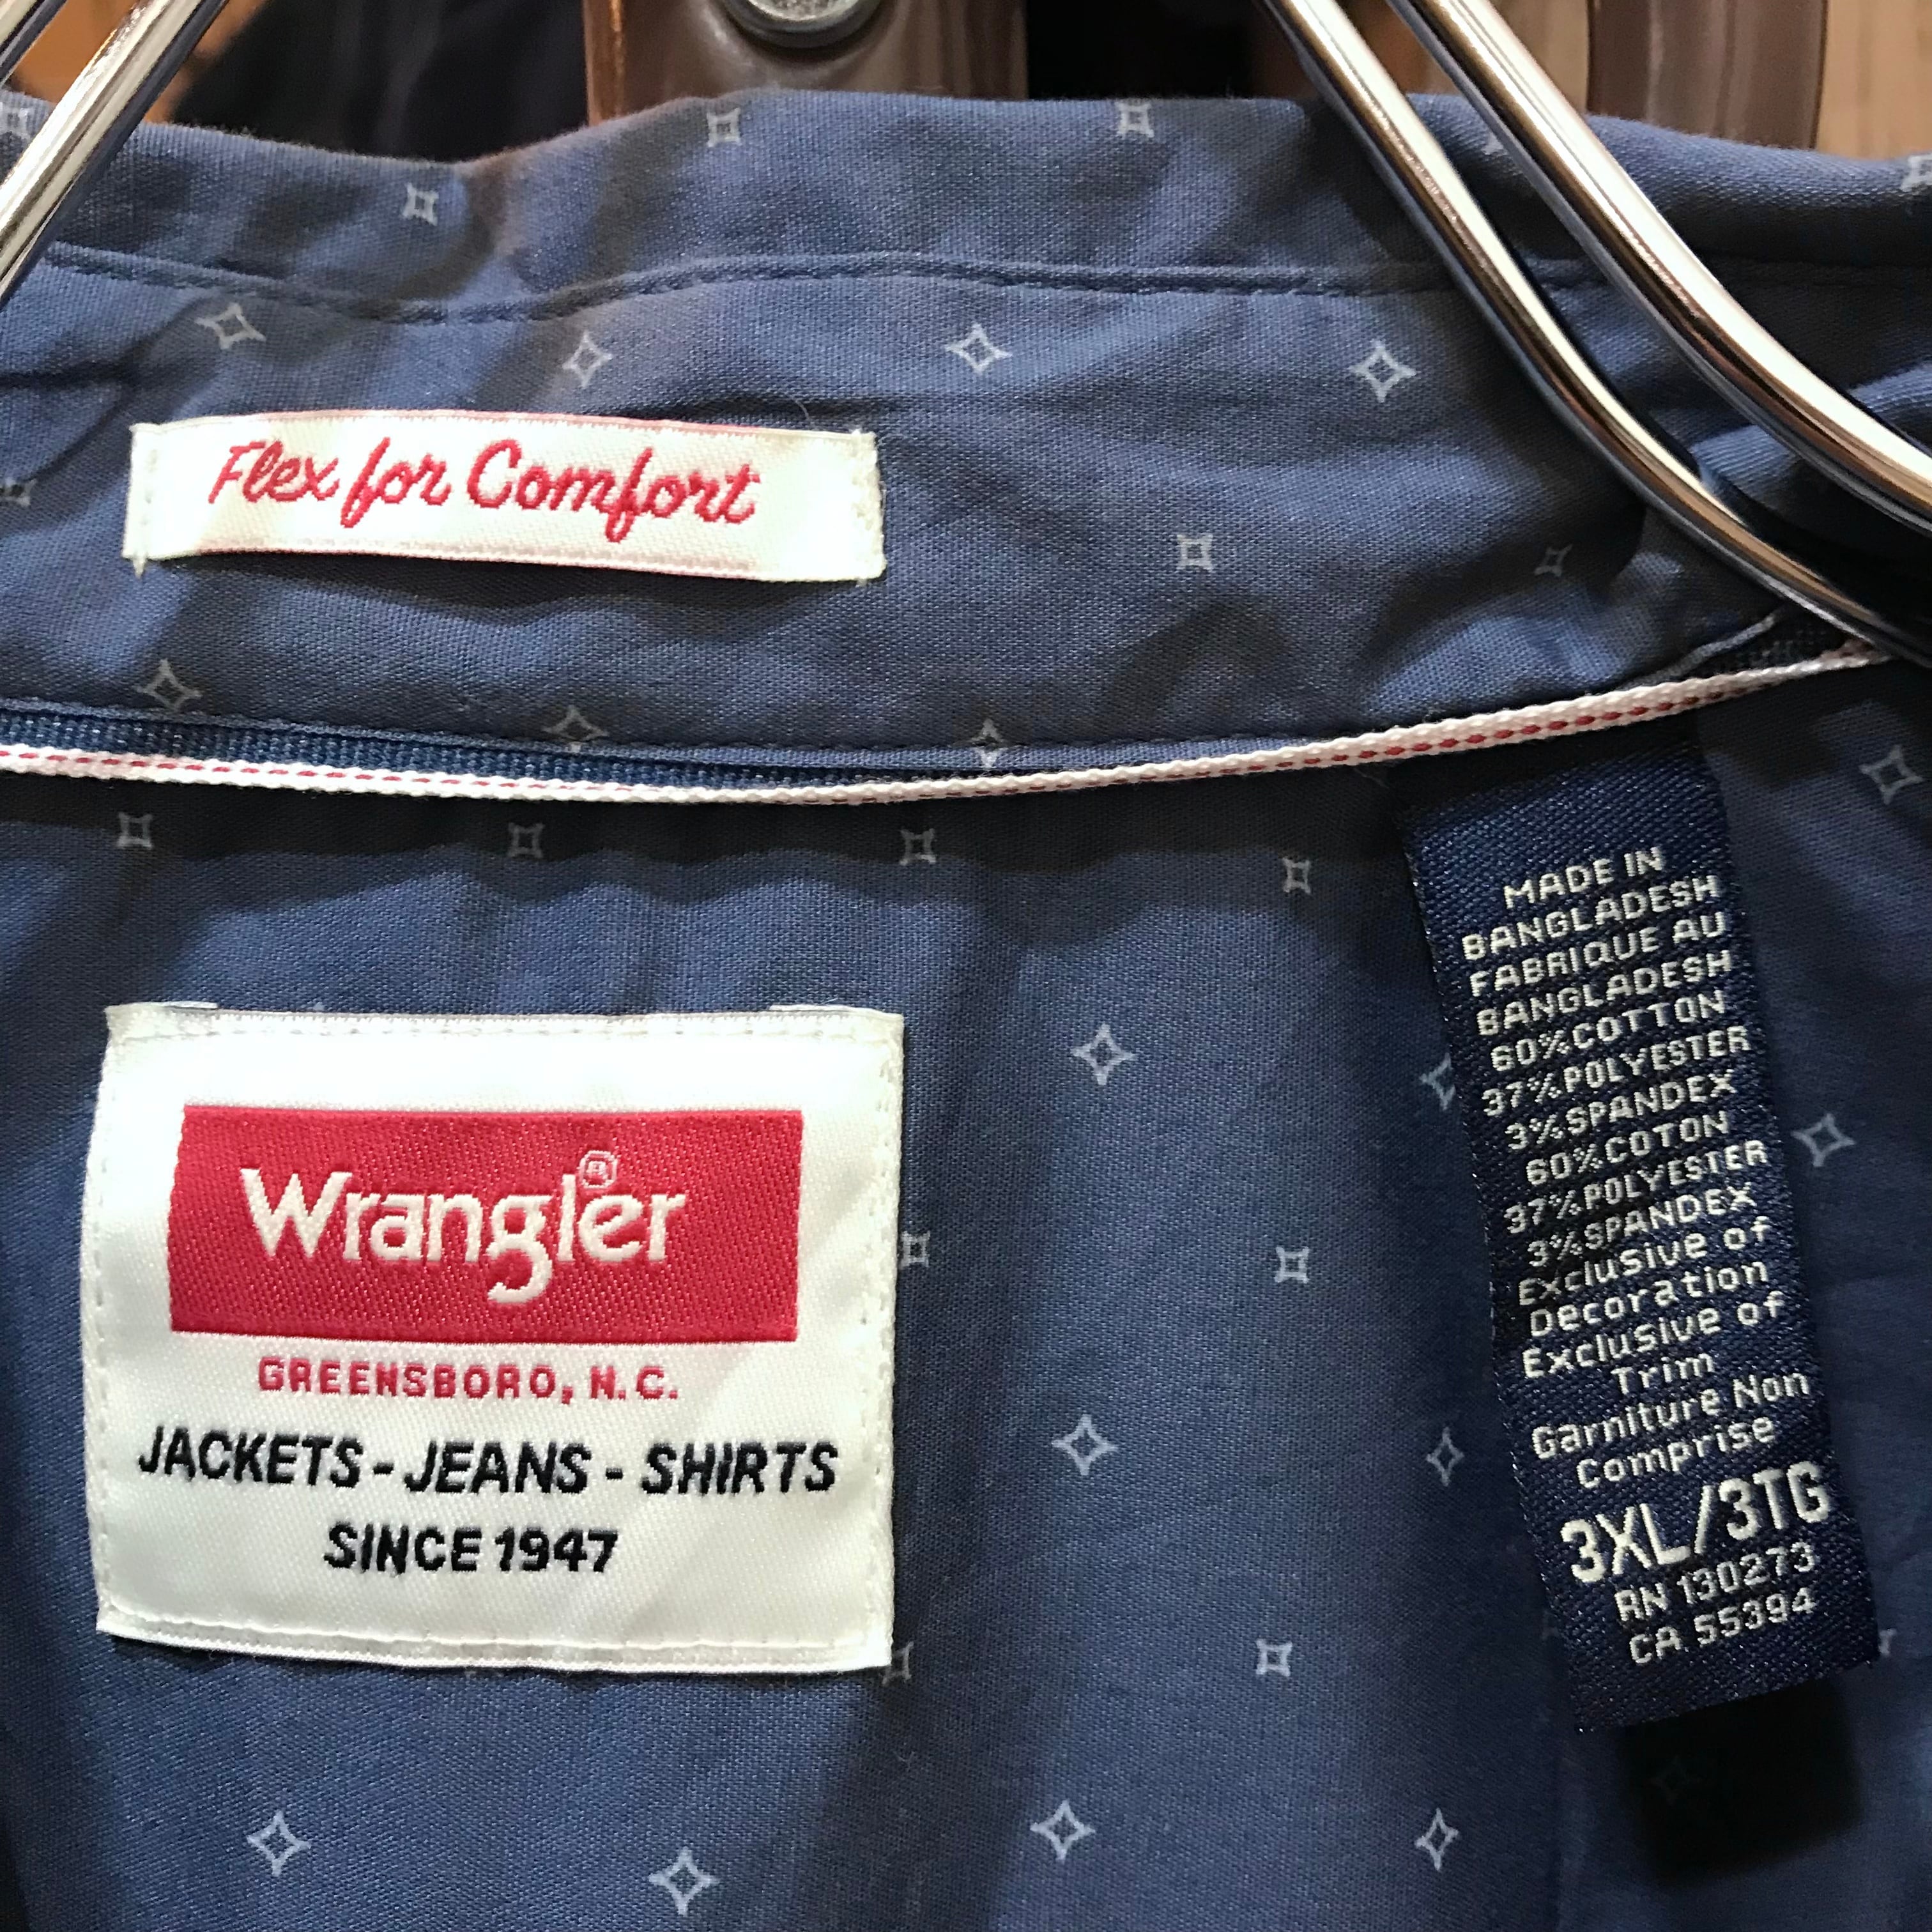 Flex for Comfort
Wrangler®
GREENSBORO, N.C.
JACKETS - JEANS - SHIRTS
SINCE 1947
MADE IN
BANGLADESH
FABRIQUE AU
BANGLADESH
60%COTTON
37%POLYESTER
3%SPANDEX
60%COTON
37%POLYESTER
3%SPANDEX
Exclusive of
Decoration
Exclusive of
Trim
Garniture Non
Comprise
3XL/3TG
RN 130273
CA 55394